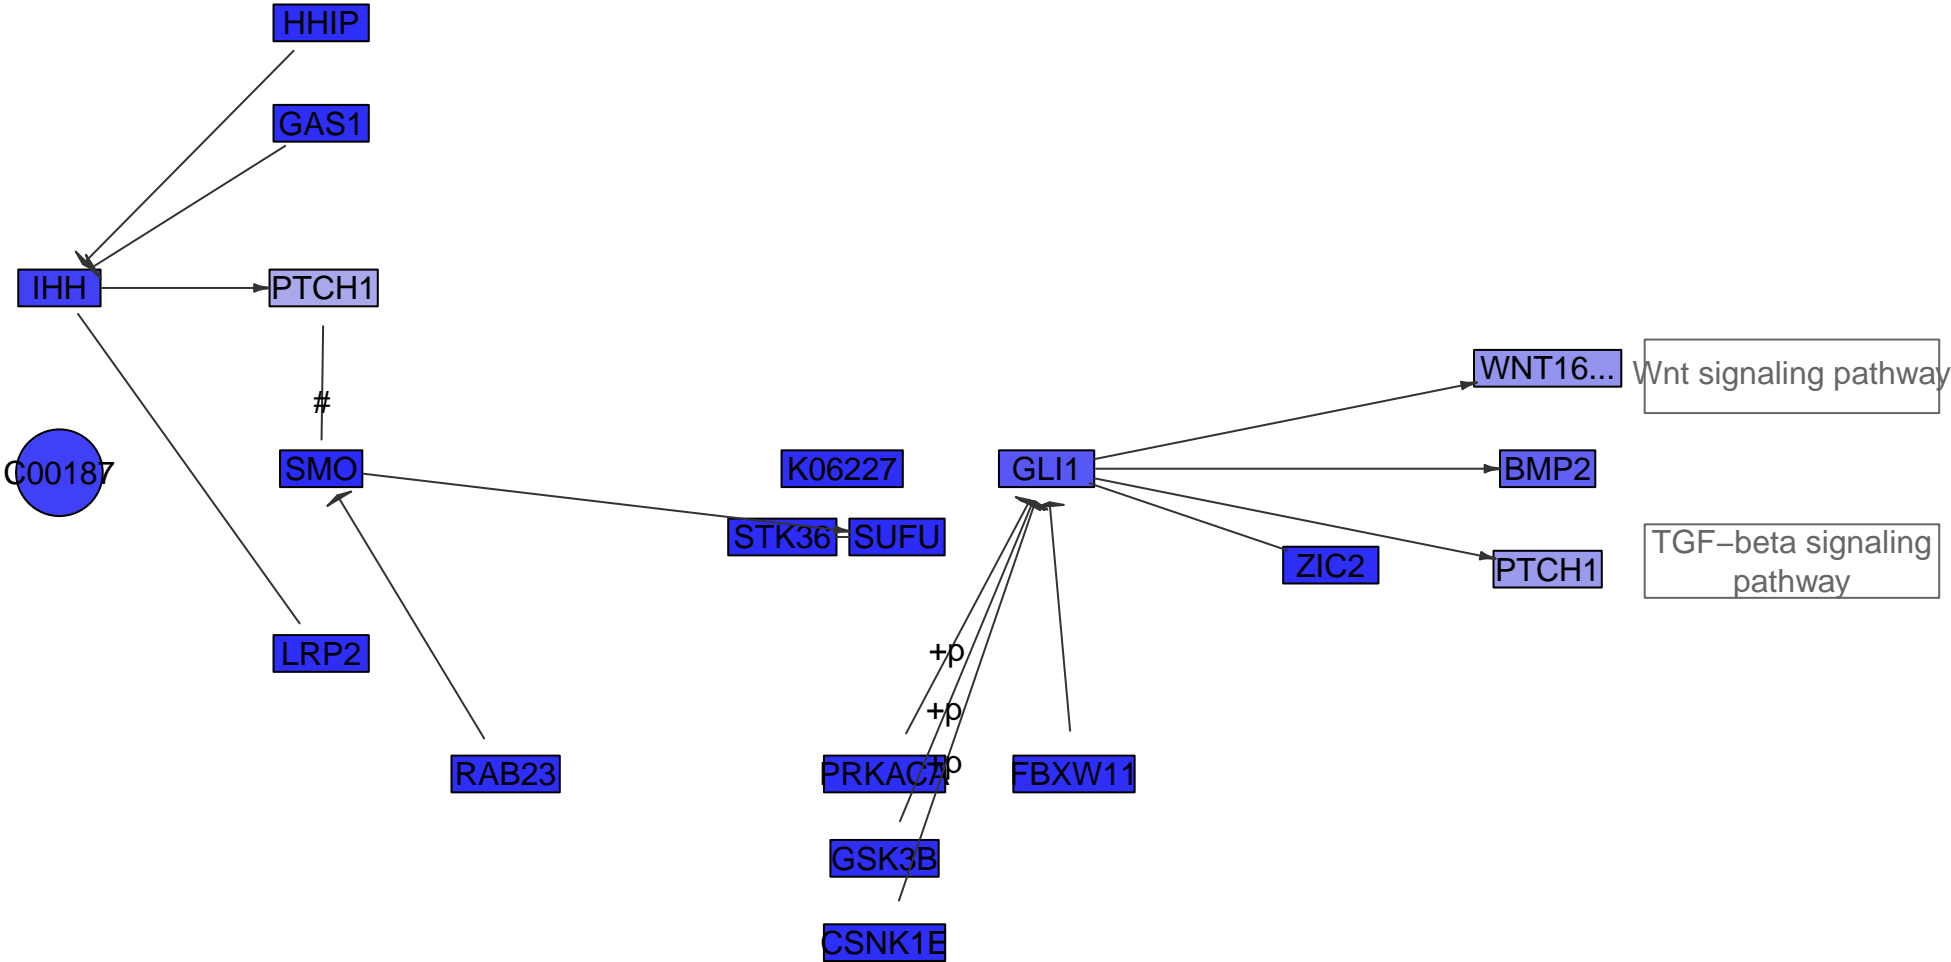 HHIP
GAS1
IHH
PTCH1
WNT16...
Wnt signaling pathway
#
C00187
SMO
K06227
GLI1
BMP2
STK36
SUFU
ZIC2
PTCH1
TGF−beta signaling
pathway
LRP2
+p
+p
+p
RAB23
PRKACA
FBXW11
GSK3B
CSNK1E